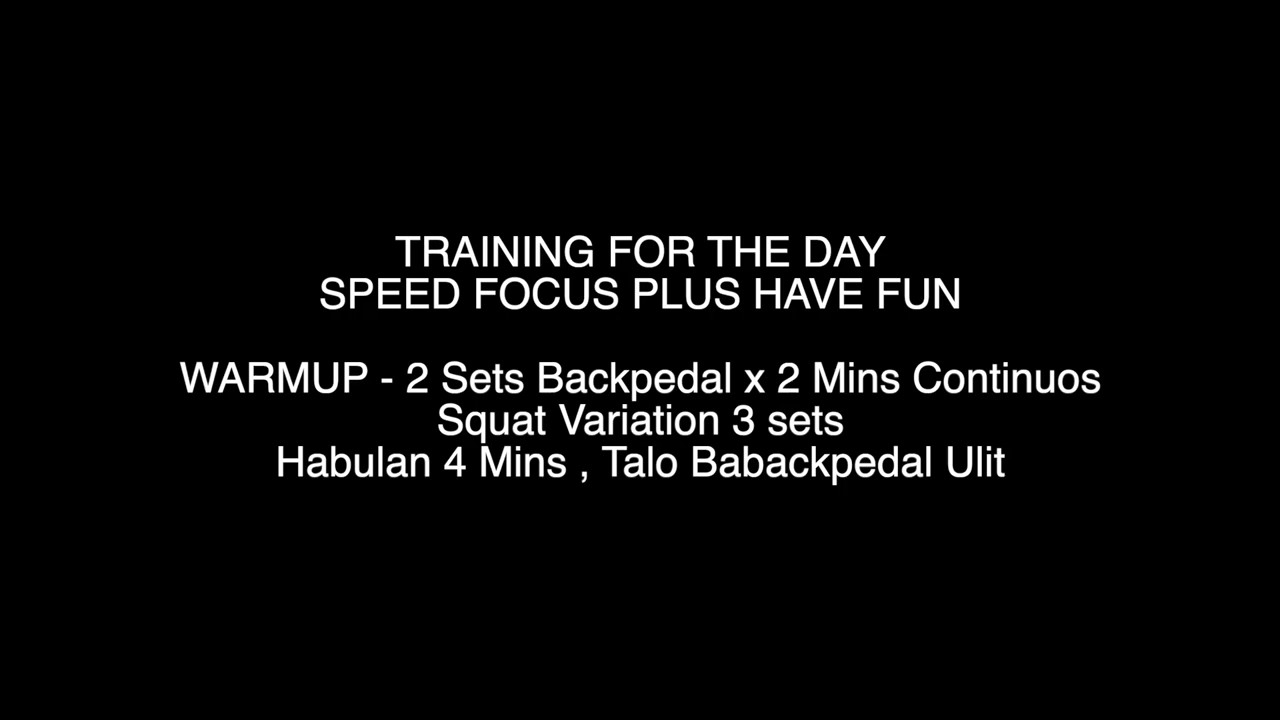 TRAINING FOR THE DAY
SPEED FOCUS PLUS HAVE FUN
WARMUP - 2 Sets Backpedal x 2 Mins Continuos
Squat Variation 3 sets
Habulan 4 Mins , Talo Babackpedal Ulit